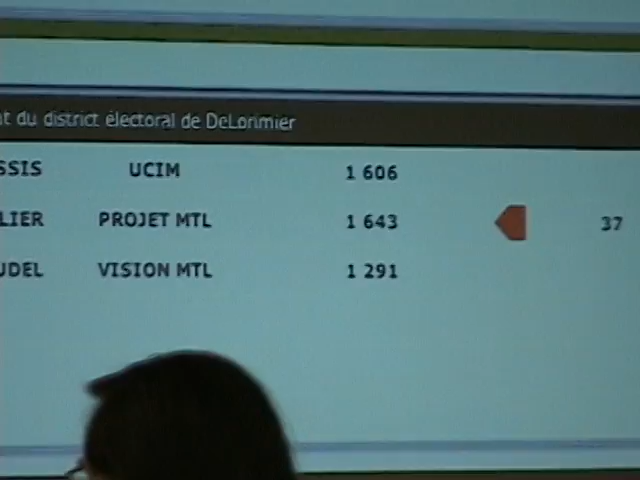 nt du district électoral de DeLorimier
SSIS UCIM 1 606
LIER PROJET MTL 1 643 37
UDEL VISION MTL 1 291